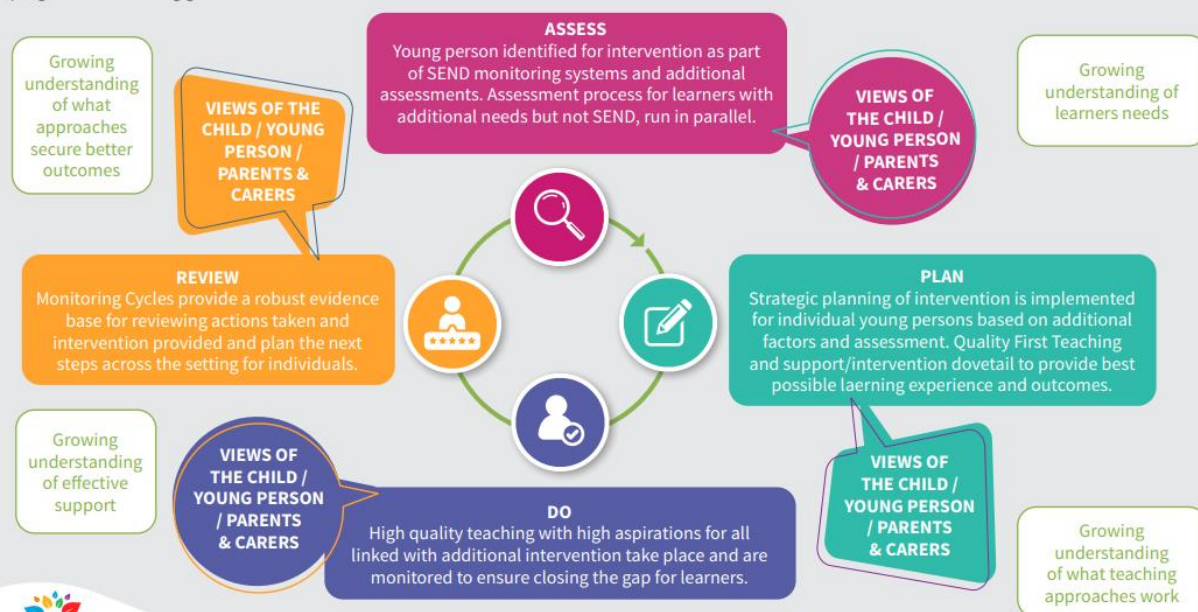 ASSESS
Young person identified for intervention as part
of SEND monitoring systems and additional
assessments. Assessment process for learners with
additional needs but not SEND, run in parallel.
Growing
understanding
of what
approaches
secure better
outcomes
VIEWS OF THE
CHILD / YOUNG
PERSON /
PARENTS &
CARERS
VIEWS OF
THE CHILD /
YOUNG PERSON
/ PARENTS
& CARERS
Growing
understanding of
learners needs
REVIEW
Monitoring Cycles provide a robust evidence
base for reviewing actions taken and
intervention provided and plan the next
steps across the setting for individuals.
PLAN
Strategic planning of intervention is implemented
for individual young persons based on additional
factors and assessment. Quality First Teaching
and support/intervention dovetail to provide best
possible laerning experience and outcomes.
Growing
understanding
of effective
support
VIEWS OF
THE CHILD /
YOUNG PERSON
/ PARENTS
& CARERS
DO
High quality teaching with high aspirations for all
linked with additional intervention take place and are
monitored to ensure closing the gap for learners.
VIEWS OF
THE CHILD /
YOUNG PERSON
/ PARENTS
& CARERS
Growing
understanding
of what teaching
approaches work